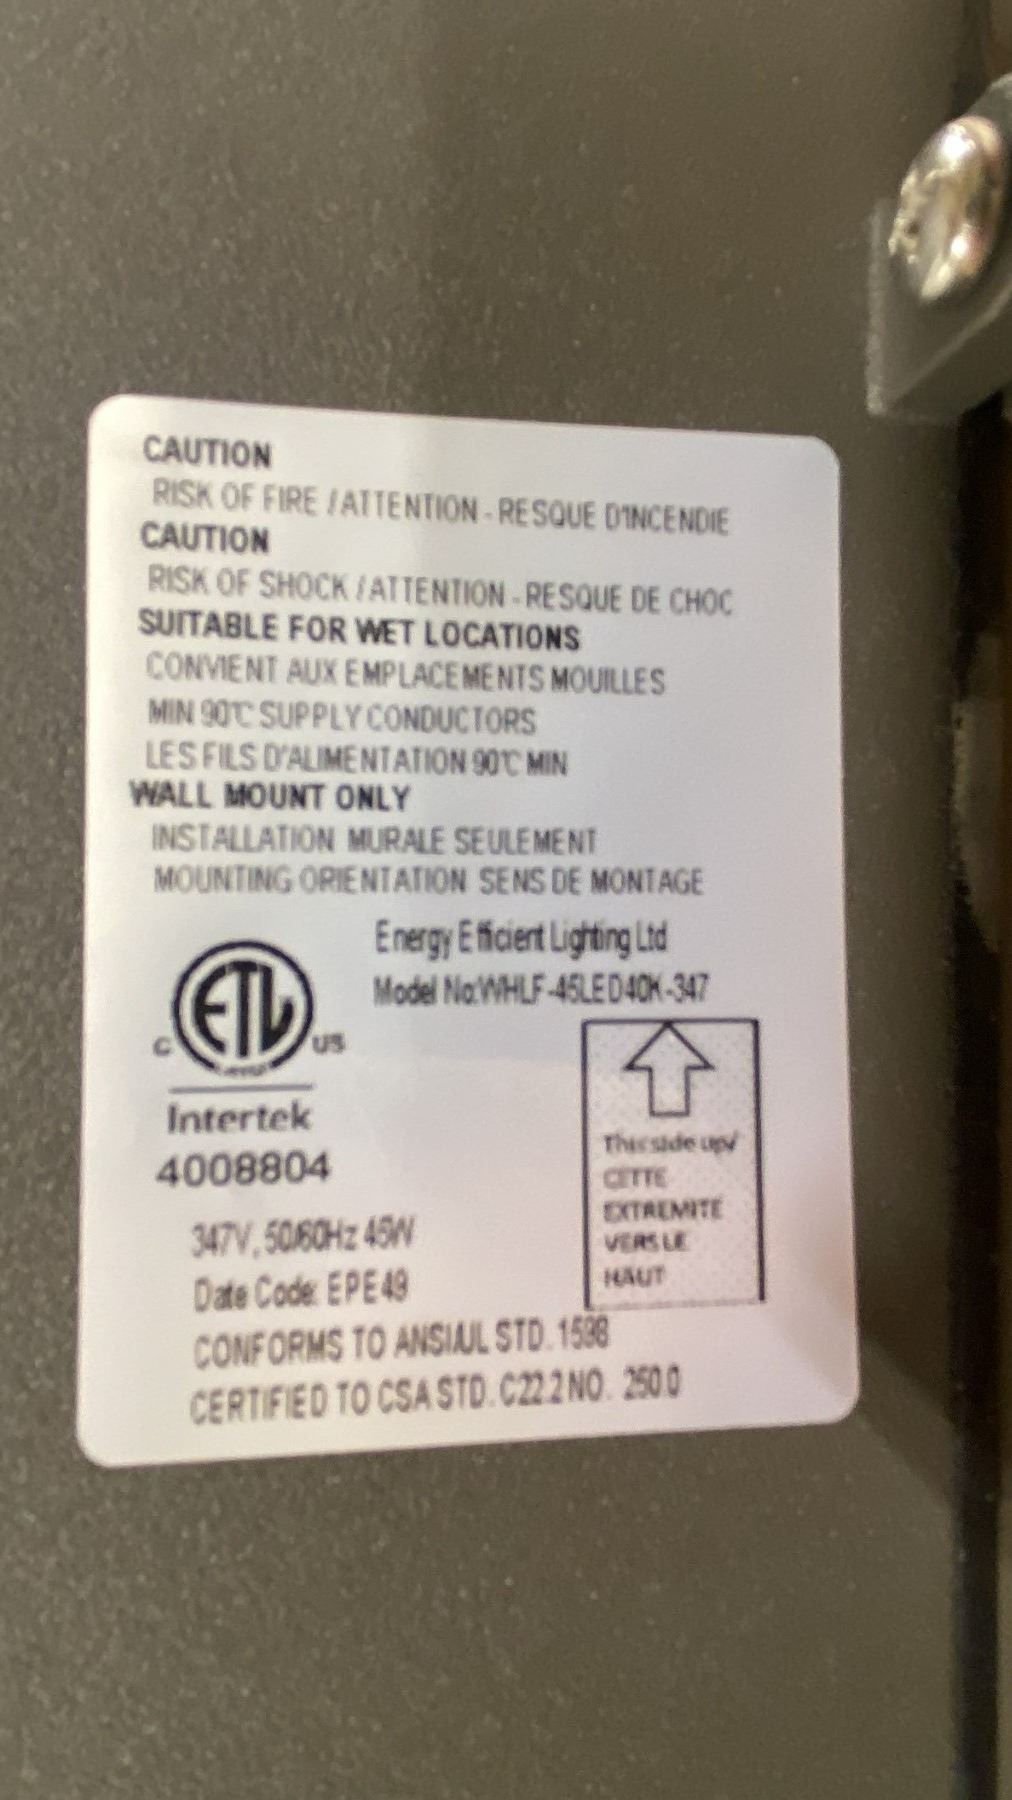 CAUTION
RISK OF FIRE / ATTENTION - RESQUE D'INCENDIE
CAUTION
RISK OF SHOCK / ATTENTION - RESQUE DE CHOC
SUITABLE FOR WET LOCATIONS
CONVIENT AUX EMPLACEMENTS MOUILLES
MIN 90°C SUPPLY CONDUCTORS
LES FILS D'ALIMENTATION 90°C MIN
WALL MOUNT ONLY
INSTALLATION MURALE SEULEMENT
MOUNTING ORIENTATION SENS DE MONTAGE
Energy Efficient Lighting Ltd
Model No:WHLF-45LED40K-347
ETL
C US
Intertek
4008804
This side up/
CETTE
EXTREMITE
VERS LE
HAUT
347V, 50/60Hz 45W
Date Code: EPE49
CONFORMS TO ANSI/UL STD. 1598
CERTIFIED TO CSA STD. C22.2 NO. 250.0